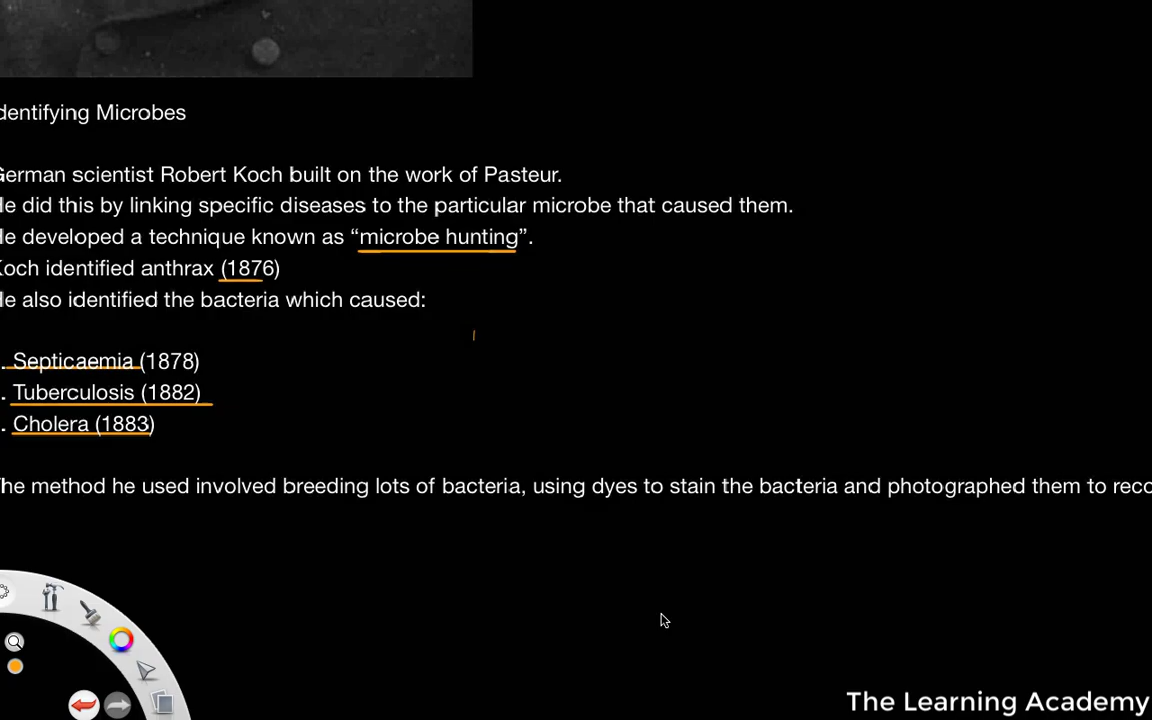 dentifying Microbes
German scientist Robert Koch built on the work of Pasteur.
He did this by linking specific diseases to the particular microbe that caused them.
He developed a technique known as “microbe hunting”.
Koch identified anthrax (1876)
He also identified the bacteria which caused:
. Septicaemia (1878)
. Tuberculosis (1882)
. Cholera (1883)
The method he used involved breeding lots of bacteria, using dyes to stain the bacteria and photographed them to reco
The Learning Academy